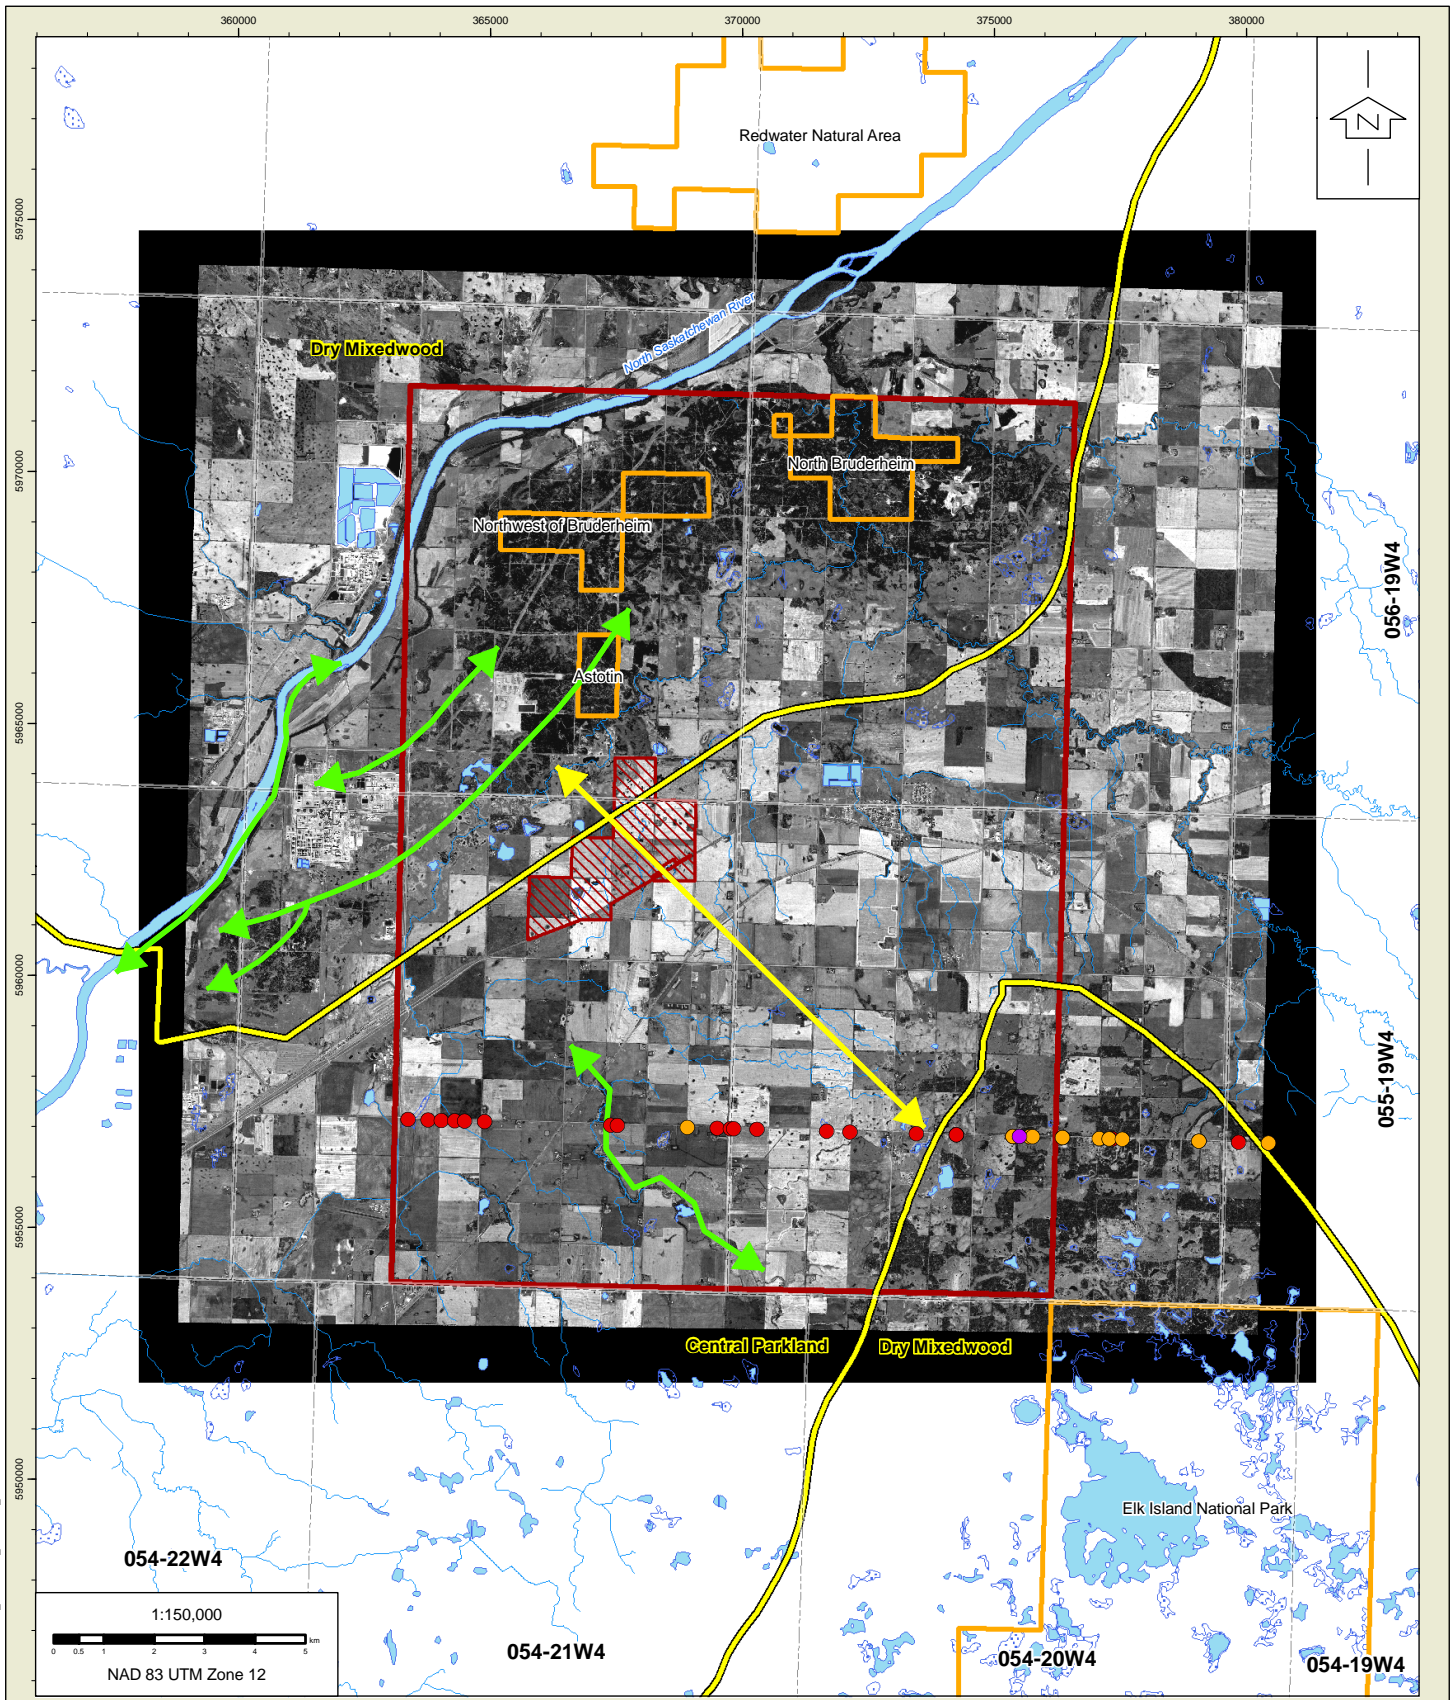 360000 365000 370000 375000 380000
N
Redwater Natural Area
5975000
North Saskatchewan River
Dry Mixedwood
North Bruderheim
5970000
Northwest of Bruderheim
056-19W4
Astotin
5965000
5960000
055-19W4
5955000
Central Parkland Dry Mixedwood
5950000
Elk Island National Park
054-22W4
1:150,000
km
0 0.5 1 2 3 4 5
NAD 83 UTM Zone 12
054-21W4
054-20W4
054-19W4